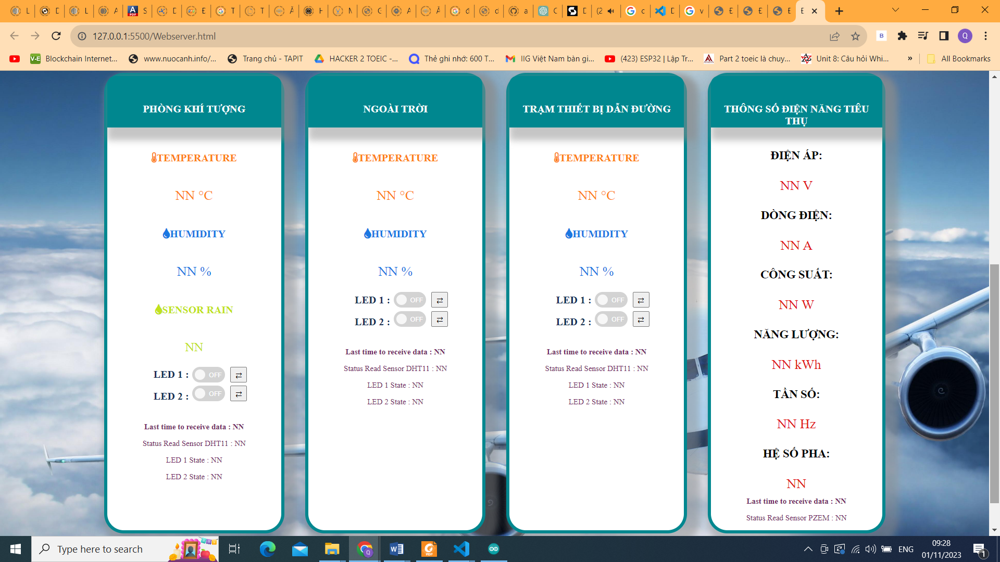 L
D
L
A
S
D
E
T
T
Ă
H
M
G
A
Ă
đ
d
a
C
D
(2
c
D
v
Đ
Đ
Đ
Đ
127.0.0.1:5500/Webserver.html
Q
V-E Blockchain Internet...
www.nuocanh.info/...
Trang chủ - TAPIT
HACKER 2 TOEIC -...
Thẻ ghi nhớ: 600 T...
IIG Việt Nam bàn gi...
(423) ESP32 | Lập Tr...
Part 2 toeic là chuy...
Unit 8: Câu hỏi Whi...
»
All Bookmarks
PHÒNG KHÍ TƯỢNG
TEMPERATURE
NN °C
HUMIDITY
NN %
SENSOR RAIN
NN
LED 1 : OFF ⇄
LED 2 : OFF ⇄
Last time to receive data : NN
Status Read Sensor DHT11 : NN
LED 1 State : NN
LED 2 State : NN
NGOÀI TRỜI
TEMPERATURE
NN °C
HUMIDITY
NN %
LED 1 : OFF ⇄
LED 2 : OFF ⇄
Last time to receive data : NN
Status Read Sensor DHT11 : NN
LED 1 State : NN
LED 2 State : NN
TRẠM THIẾT BỊ DẪN ĐƯỜNG
TEMPERATURE
NN °C
HUMIDITY
NN %
LED 1 : OFF ⇄
LED 2 : OFF ⇄
Last time to receive data : NN
Status Read Sensor DHT11 : NN
LED 1 State : NN
LED 2 State : NN
THÔNG SỐ ĐIỆN NĂNG TIÊU
THỤ
ĐIỆN ÁP:
NN V
DÒNG ĐIỆN:
NN A
CÔNG SUẤT:
NN W
NĂNG LƯỢNG:
NN kWh
TẦN SỐ:
NN Hz
HỆ SỐ PHA:
NN
Last time to receive data : NN
Status Read Sensor PZEM : NN
Type here to search
ENG
09:28
01/11/2023
1